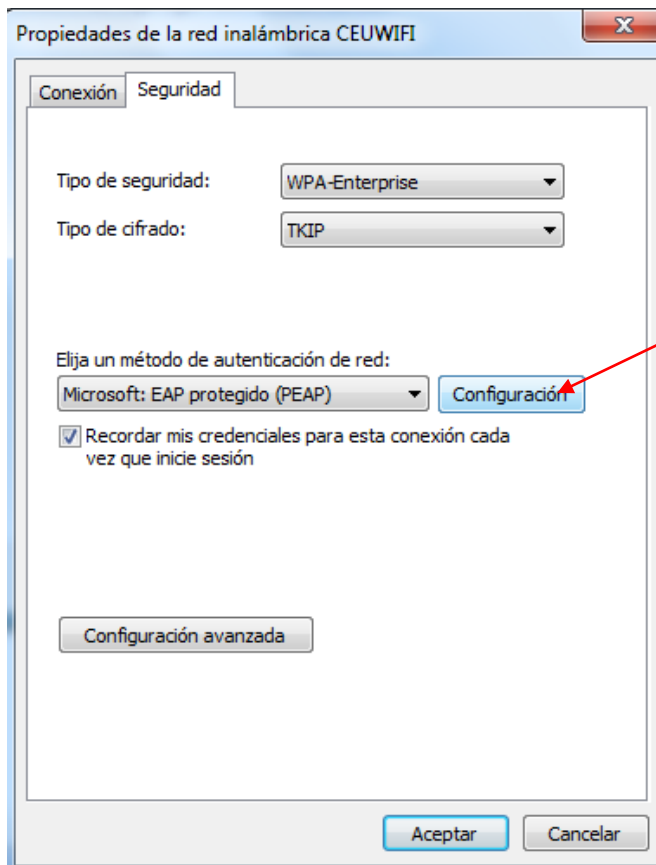 Propiedades de la red inalámbrica CEUWIFI
Conexión
Seguridad
Tipo de seguridad:
WPA-Enterprise
Tipo de cifrado:
TKIP
Elija un método de autenticación de red:
Microsoft: EAP protegido (PEAP)
Configuración
Recordar mis credenciales para esta conexión cada
vez que inicie sesión
Configuración avanzada
Aceptar
Cancelar